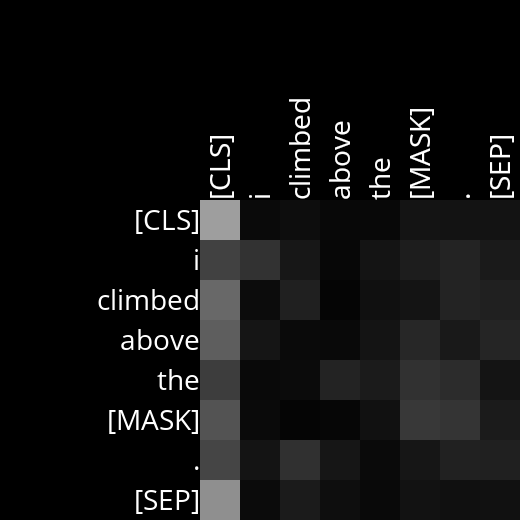 [CLS] i climbed above the [MASK] . [SEP]
[CLS]
i
climbed
above
the
[MASK]
.
[SEP]